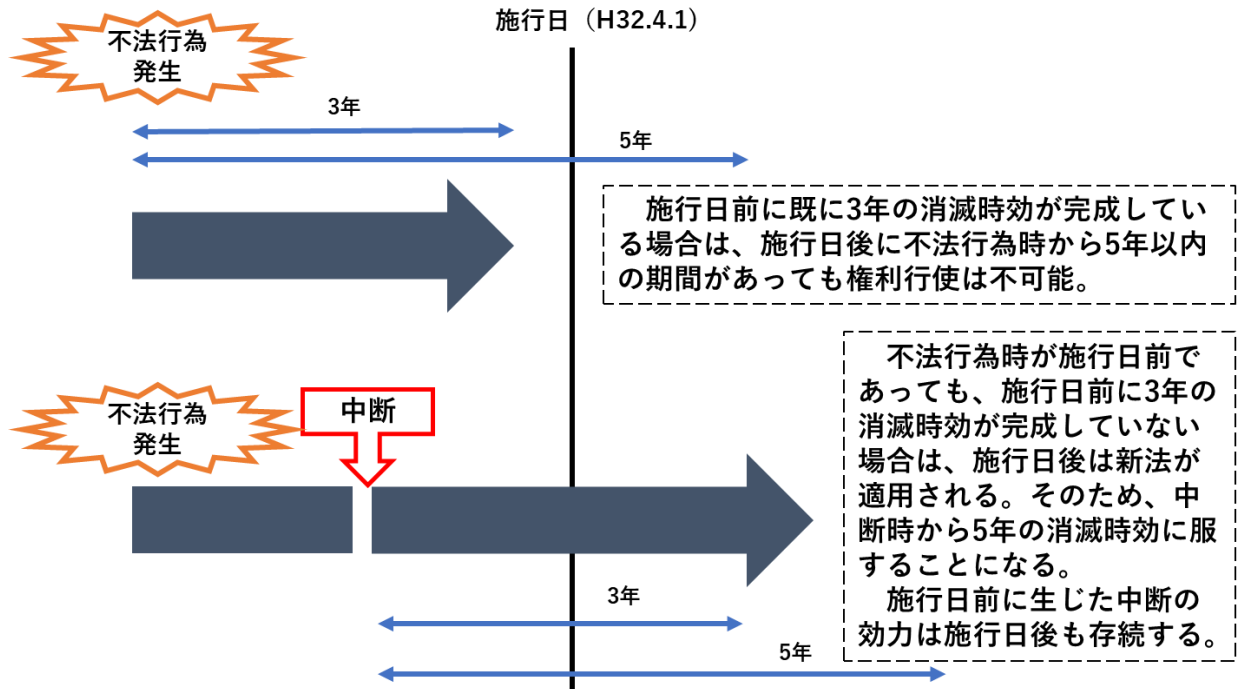 施行日（H32.4.1）
不法行為
発生
3年
5年
　施行日前に既に3年の消滅時効が完成してい
る場合は、施行日後に不法行為時から5年以内
の期間があっても権利行使は不可能。
不法行為
発生
中断
　不法行為時が施行日前で
あっても、施行日前に3年の
消滅時効が完成していない
場合は、施行日後は新法が
適用される。そのため、中
断時から5年の消滅時効に服
することになる。
　施行日前に生じた中断の
効力は施行日後も存続する。
3年
5年